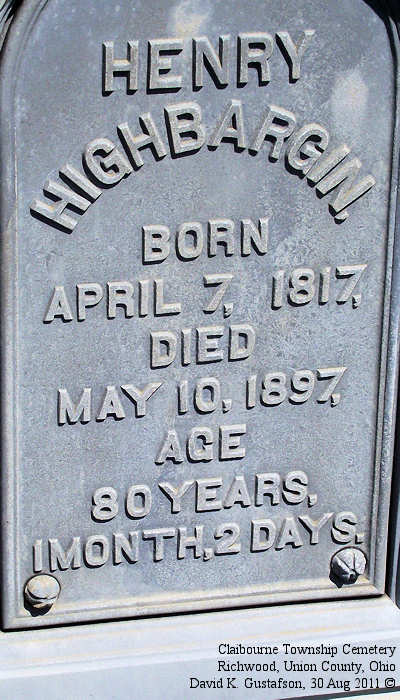 HENRY
HIGHBARGIN.
BORN
APRIL 7, 1817,
DIED
MAY 10, 1897,
AGE
80 YEARS,
1 MONTH, 2 DAYS.
Claibourne Township Cemetery
Richwood, Union County, Ohio
David K. Gustafson, 30 Aug 2011 ©